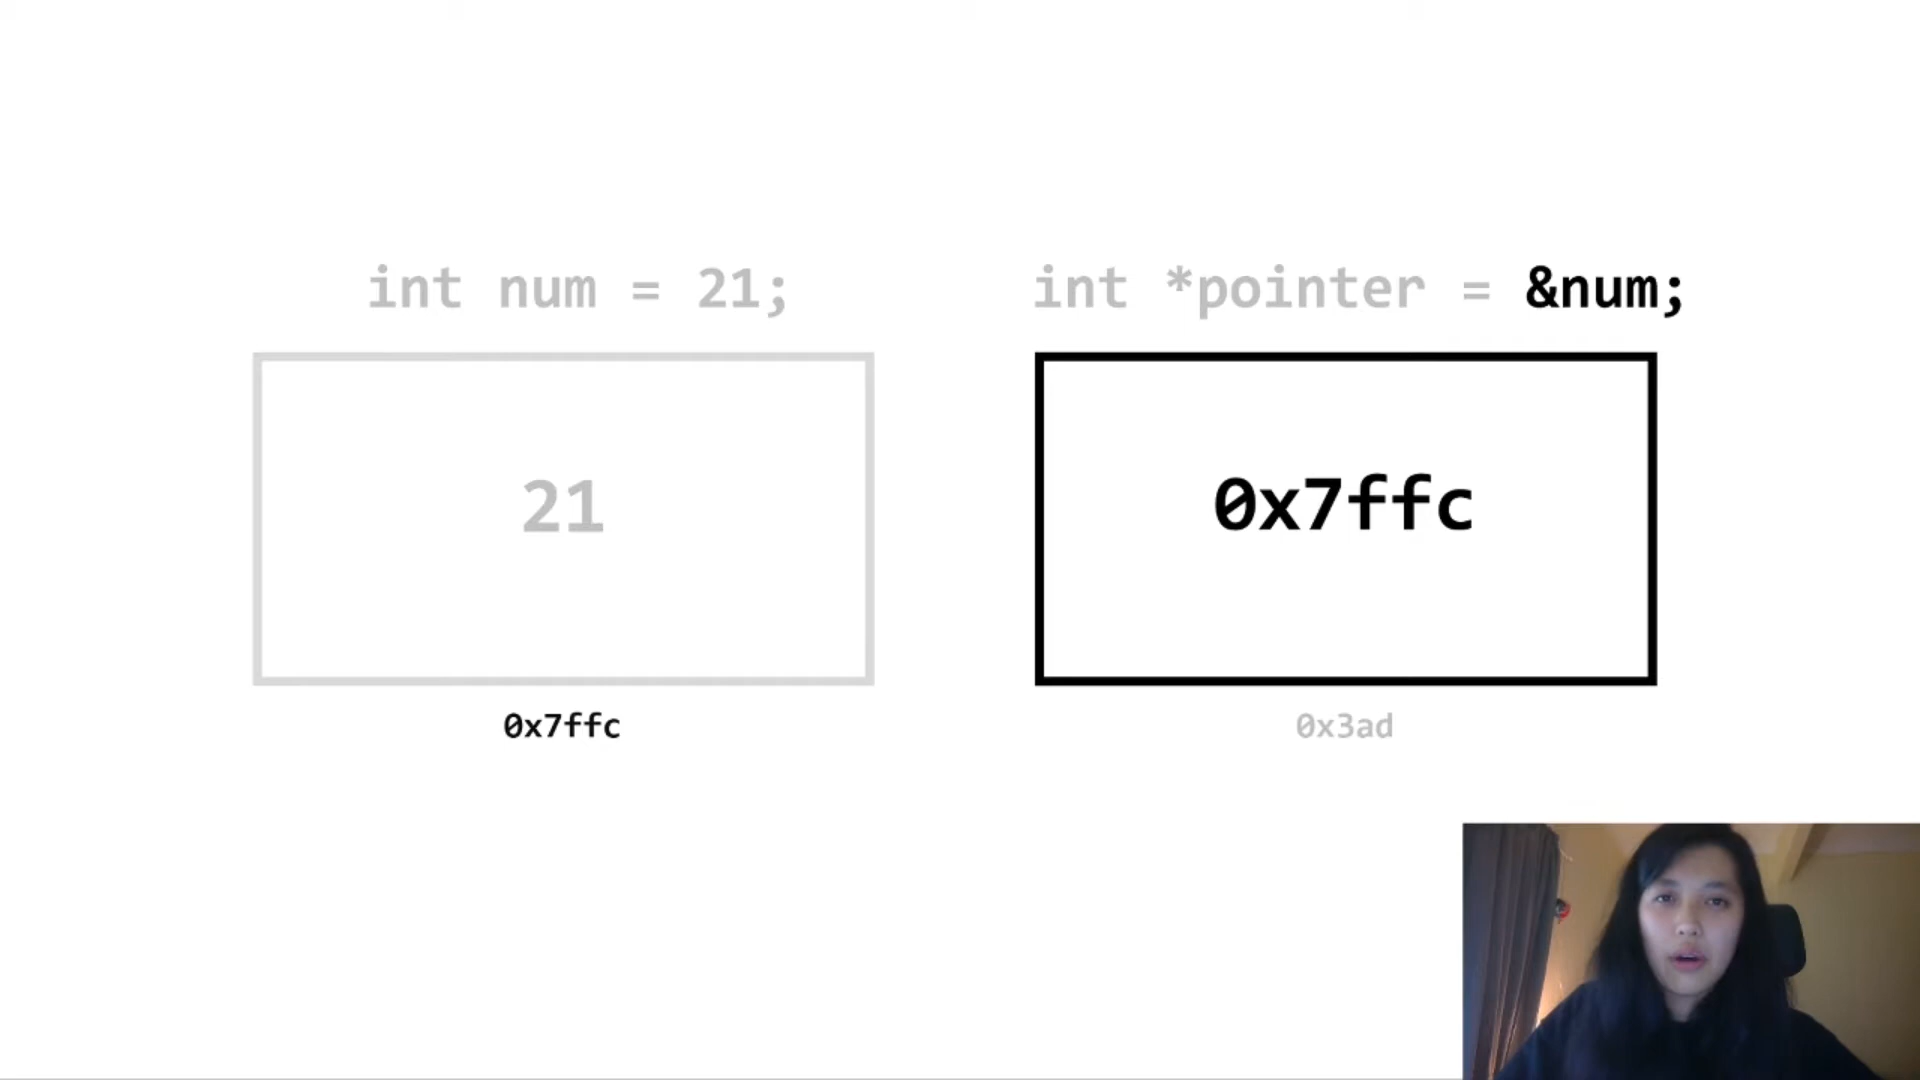 int num = 21;
int *pointer = &num;
21
0x7ffc
0x7ffc
0x3ad